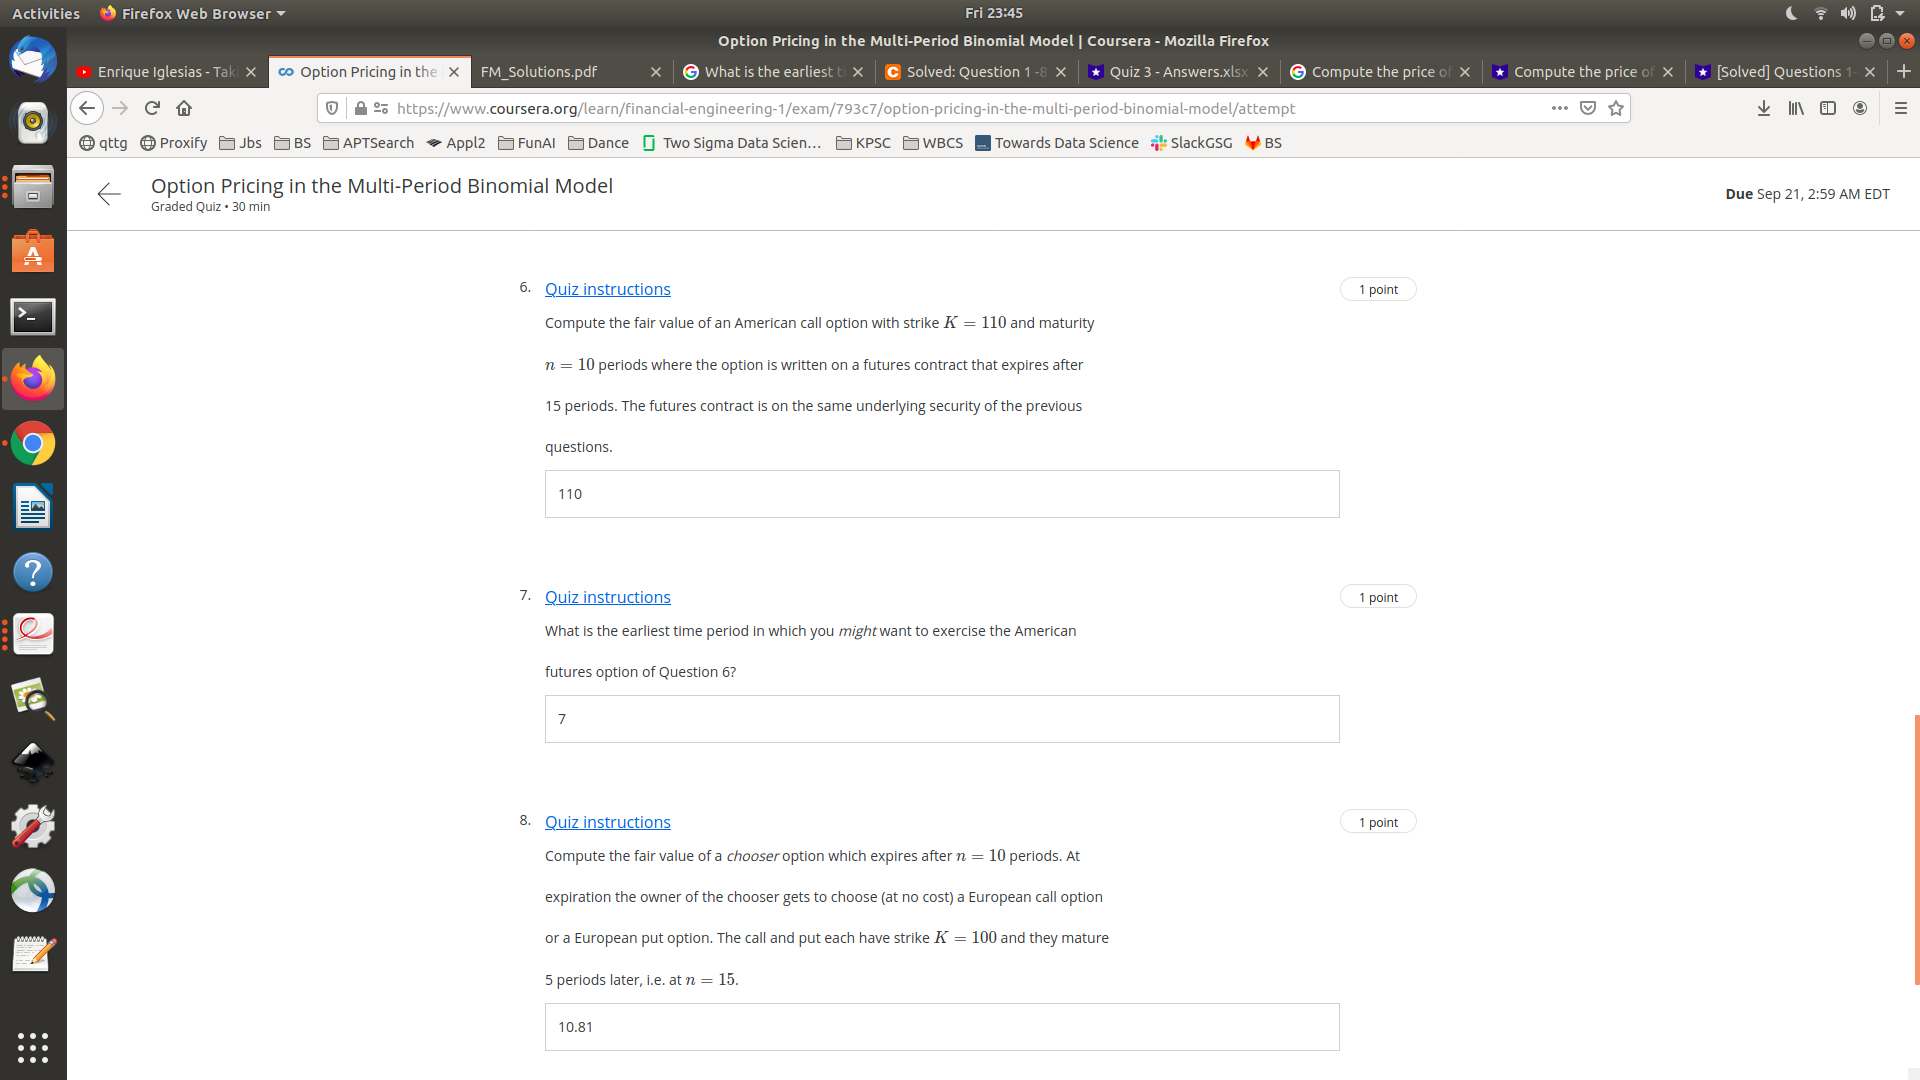 Activities Firefox Web Browser Fri 23:45
Option Pricing in the Multi-Period Binomial Model | Coursera - Mozilla Firefox
Enrique Iglesias - Tak Option Pricing in the FM_Solutions.pdf What is the earliest ti Solved: Question 1 -8 Quiz 3 - Answers.xlsx Compute the price of Compute the price of [Solved] Questions 1-
https://www.coursera.org/learn/financial-engineering-1/exam/793c7/option-pricing-in-the-multi-period-binomial-model/attempt
qttg Proxify Jbs BS APTSearch Appl2 FunAI Dance Two Sigma Data Scien... KPSC WBCS Towards Data Science SlackGSG BS
Option Pricing in the Multi-Period Binomial Model
Graded Quiz • 30 min
Due Sep 21, 2:59 AM EDT
6. Quiz instructions 1 point
Compute the fair value of an American call option with strike K = 110 and maturity
n = 10 periods where the option is written on a futures contract that expires after
15 periods. The futures contract is on the same underlying security of the previous
questions.
110
7. Quiz instructions 1 point
What is the earliest time period in which you might want to exercise the American
futures option of Question 6?
7
8. Quiz instructions 1 point
Compute the fair value of a chooser option which expires after n = 10 periods. At
expiration the owner of the chooser gets to choose (at no cost) a European call option
or a European put option. The call and put each have strike K = 100 and they mature
5 periods later, i.e. at n = 15.
10.81